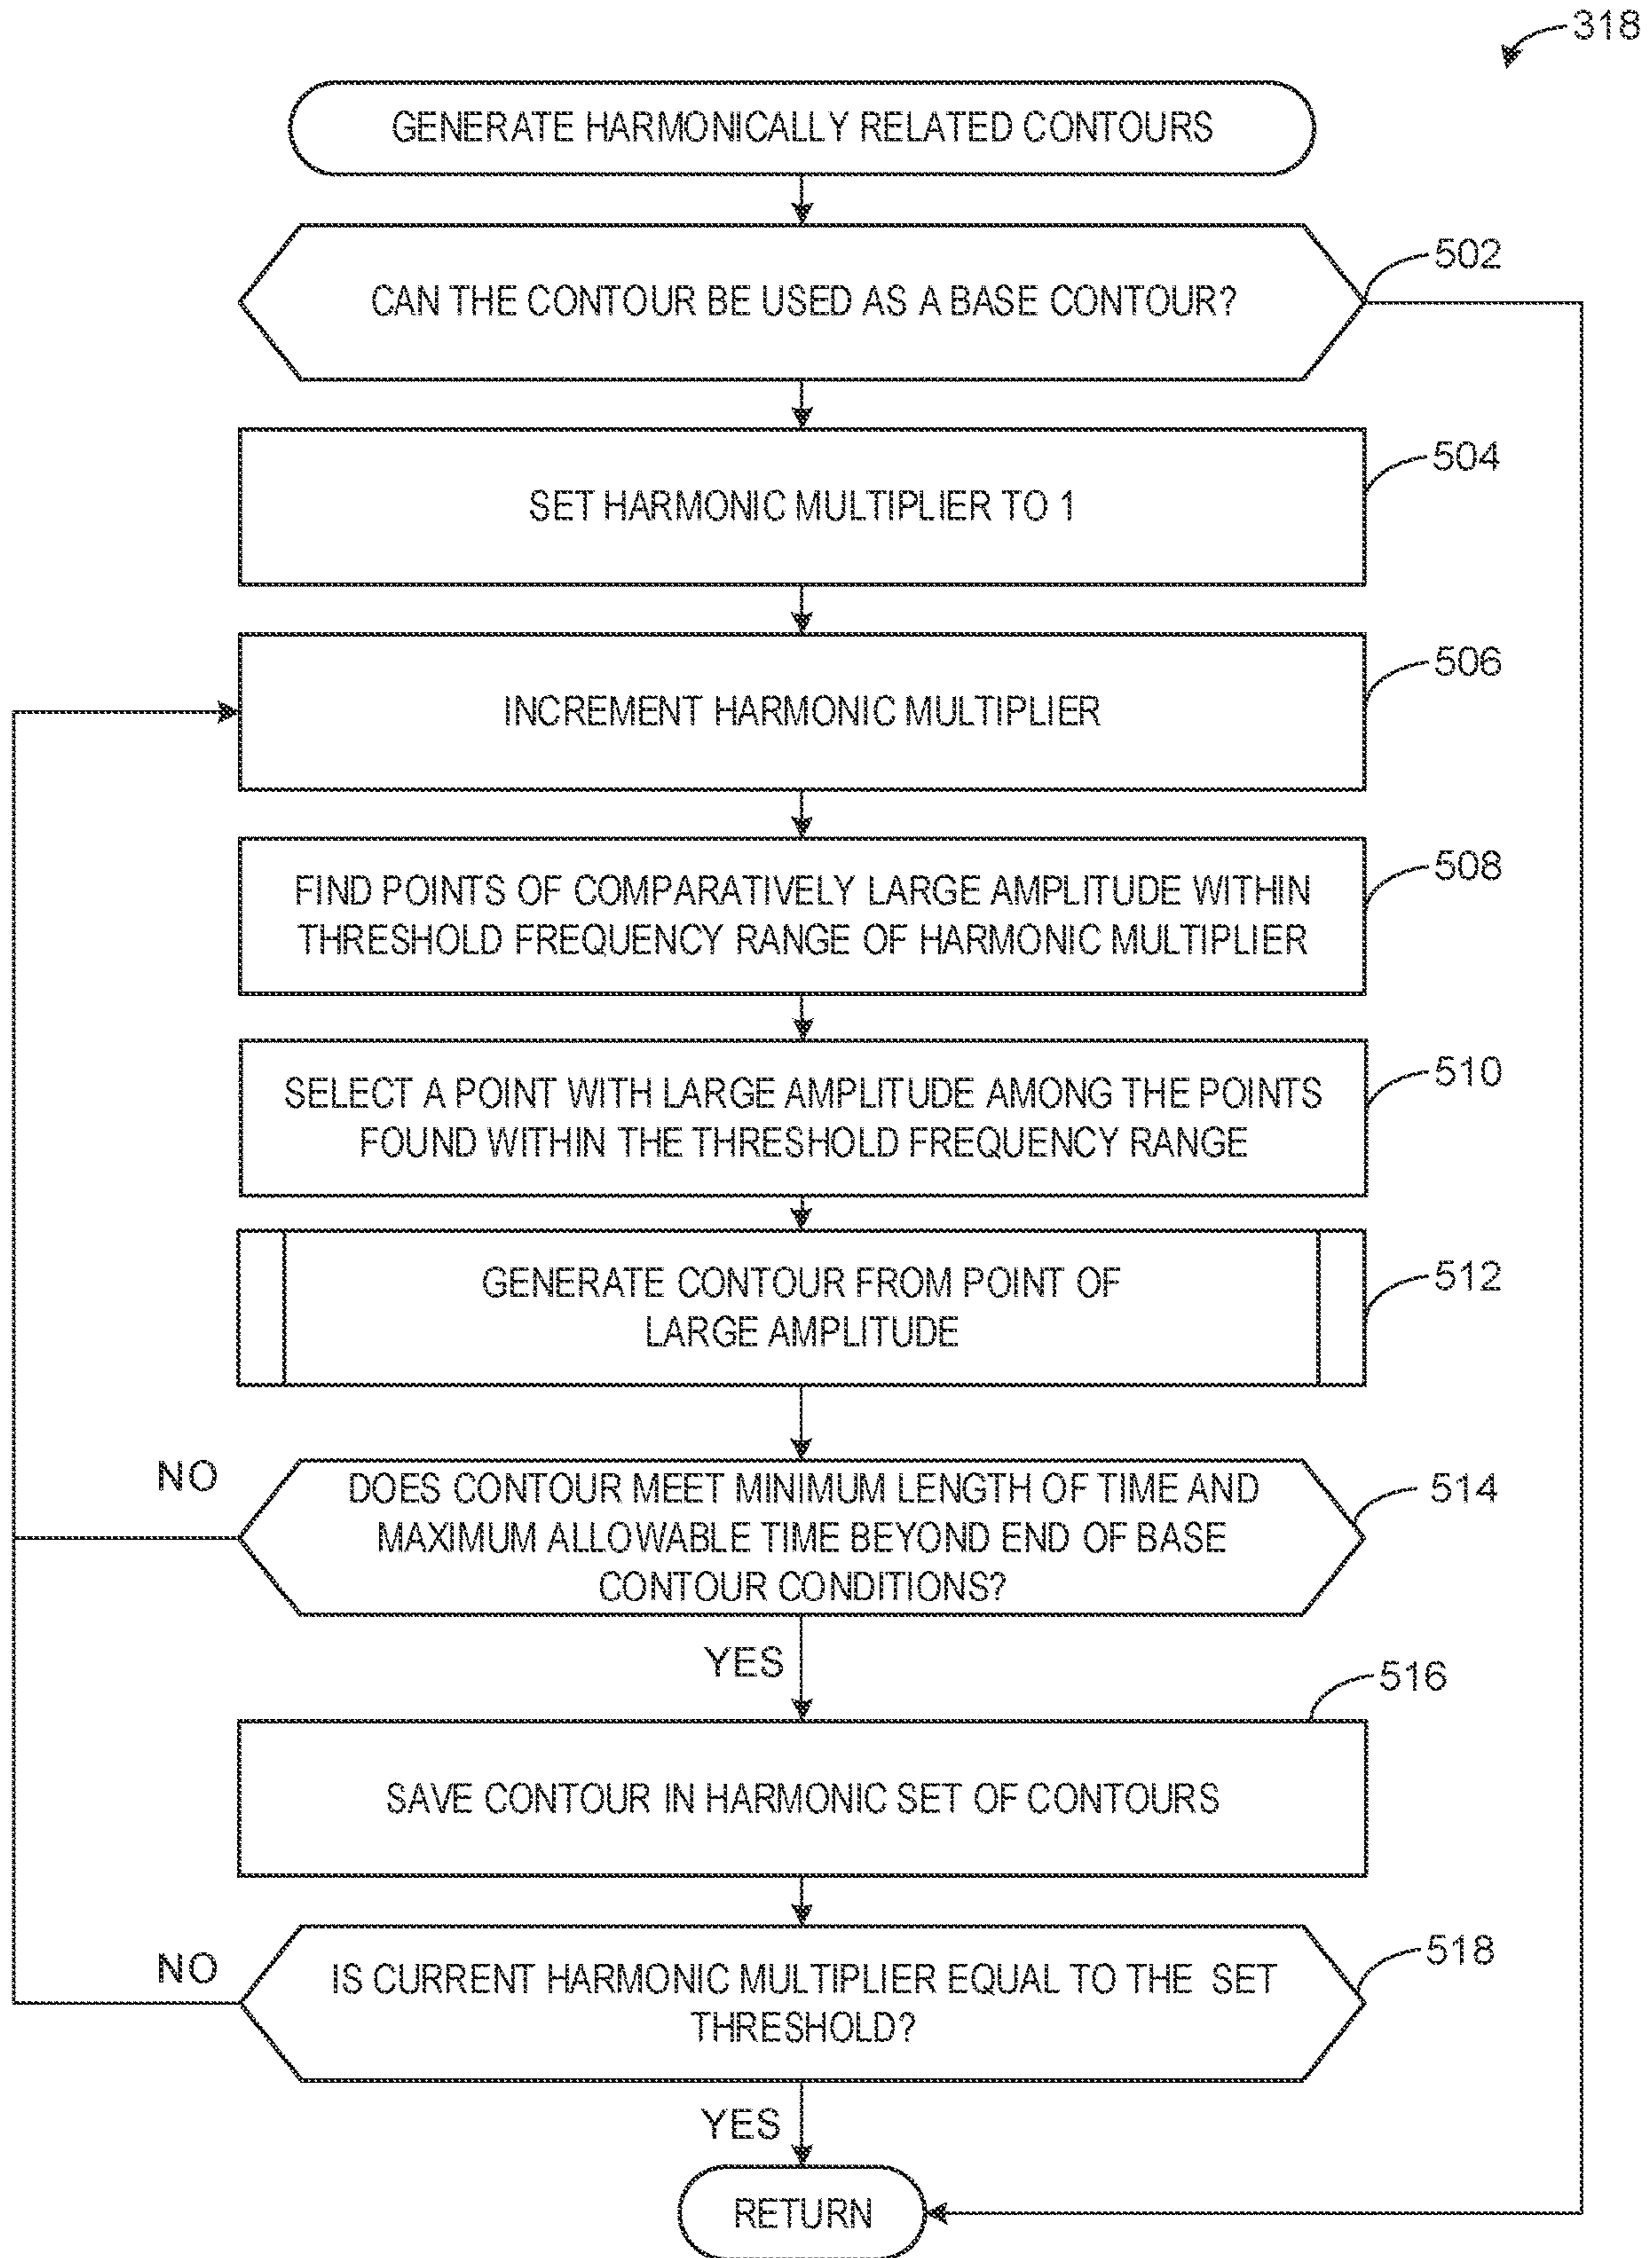 318
GENERATE HARMONICALLY RELATED CONTOURS
502
CAN THE CONTOUR BE USED AS A BASE CONTOUR?
504
SET HARMONIC MULTIPLIER TO 1
506
INCREMENT HARMONIC MULTIPLIER
508
FIND POINTS OF COMPARATIVELY LARGE AMPLITUDE WITHIN
THRESHOLD FREQUENCY RANGE OF HARMONIC MULTIPLIER
510
SELECT A POINT WITH LARGE AMPLITUDE AMONG THE POINTS
FOUND WITHIN THE THRESHOLD FREQUENCY RANGE
512
GENERATE CONTOUR FROM POINT OF
LARGE AMPLITUDE
NO
514
DOES CONTOUR MEET MINIMUM LENGTH OF TIME AND
MAXIMUM ALLOWABLE TIME BEYOND END OF BASE
CONTOUR CONDITIONS?
YES
516
SAVE CONTOUR IN HARMONIC SET OF CONTOURS
NO
518
IS CURRENT HARMONIC MULTIPLIER EQUAL TO THE SET
THRESHOLD?
YES
RETURN